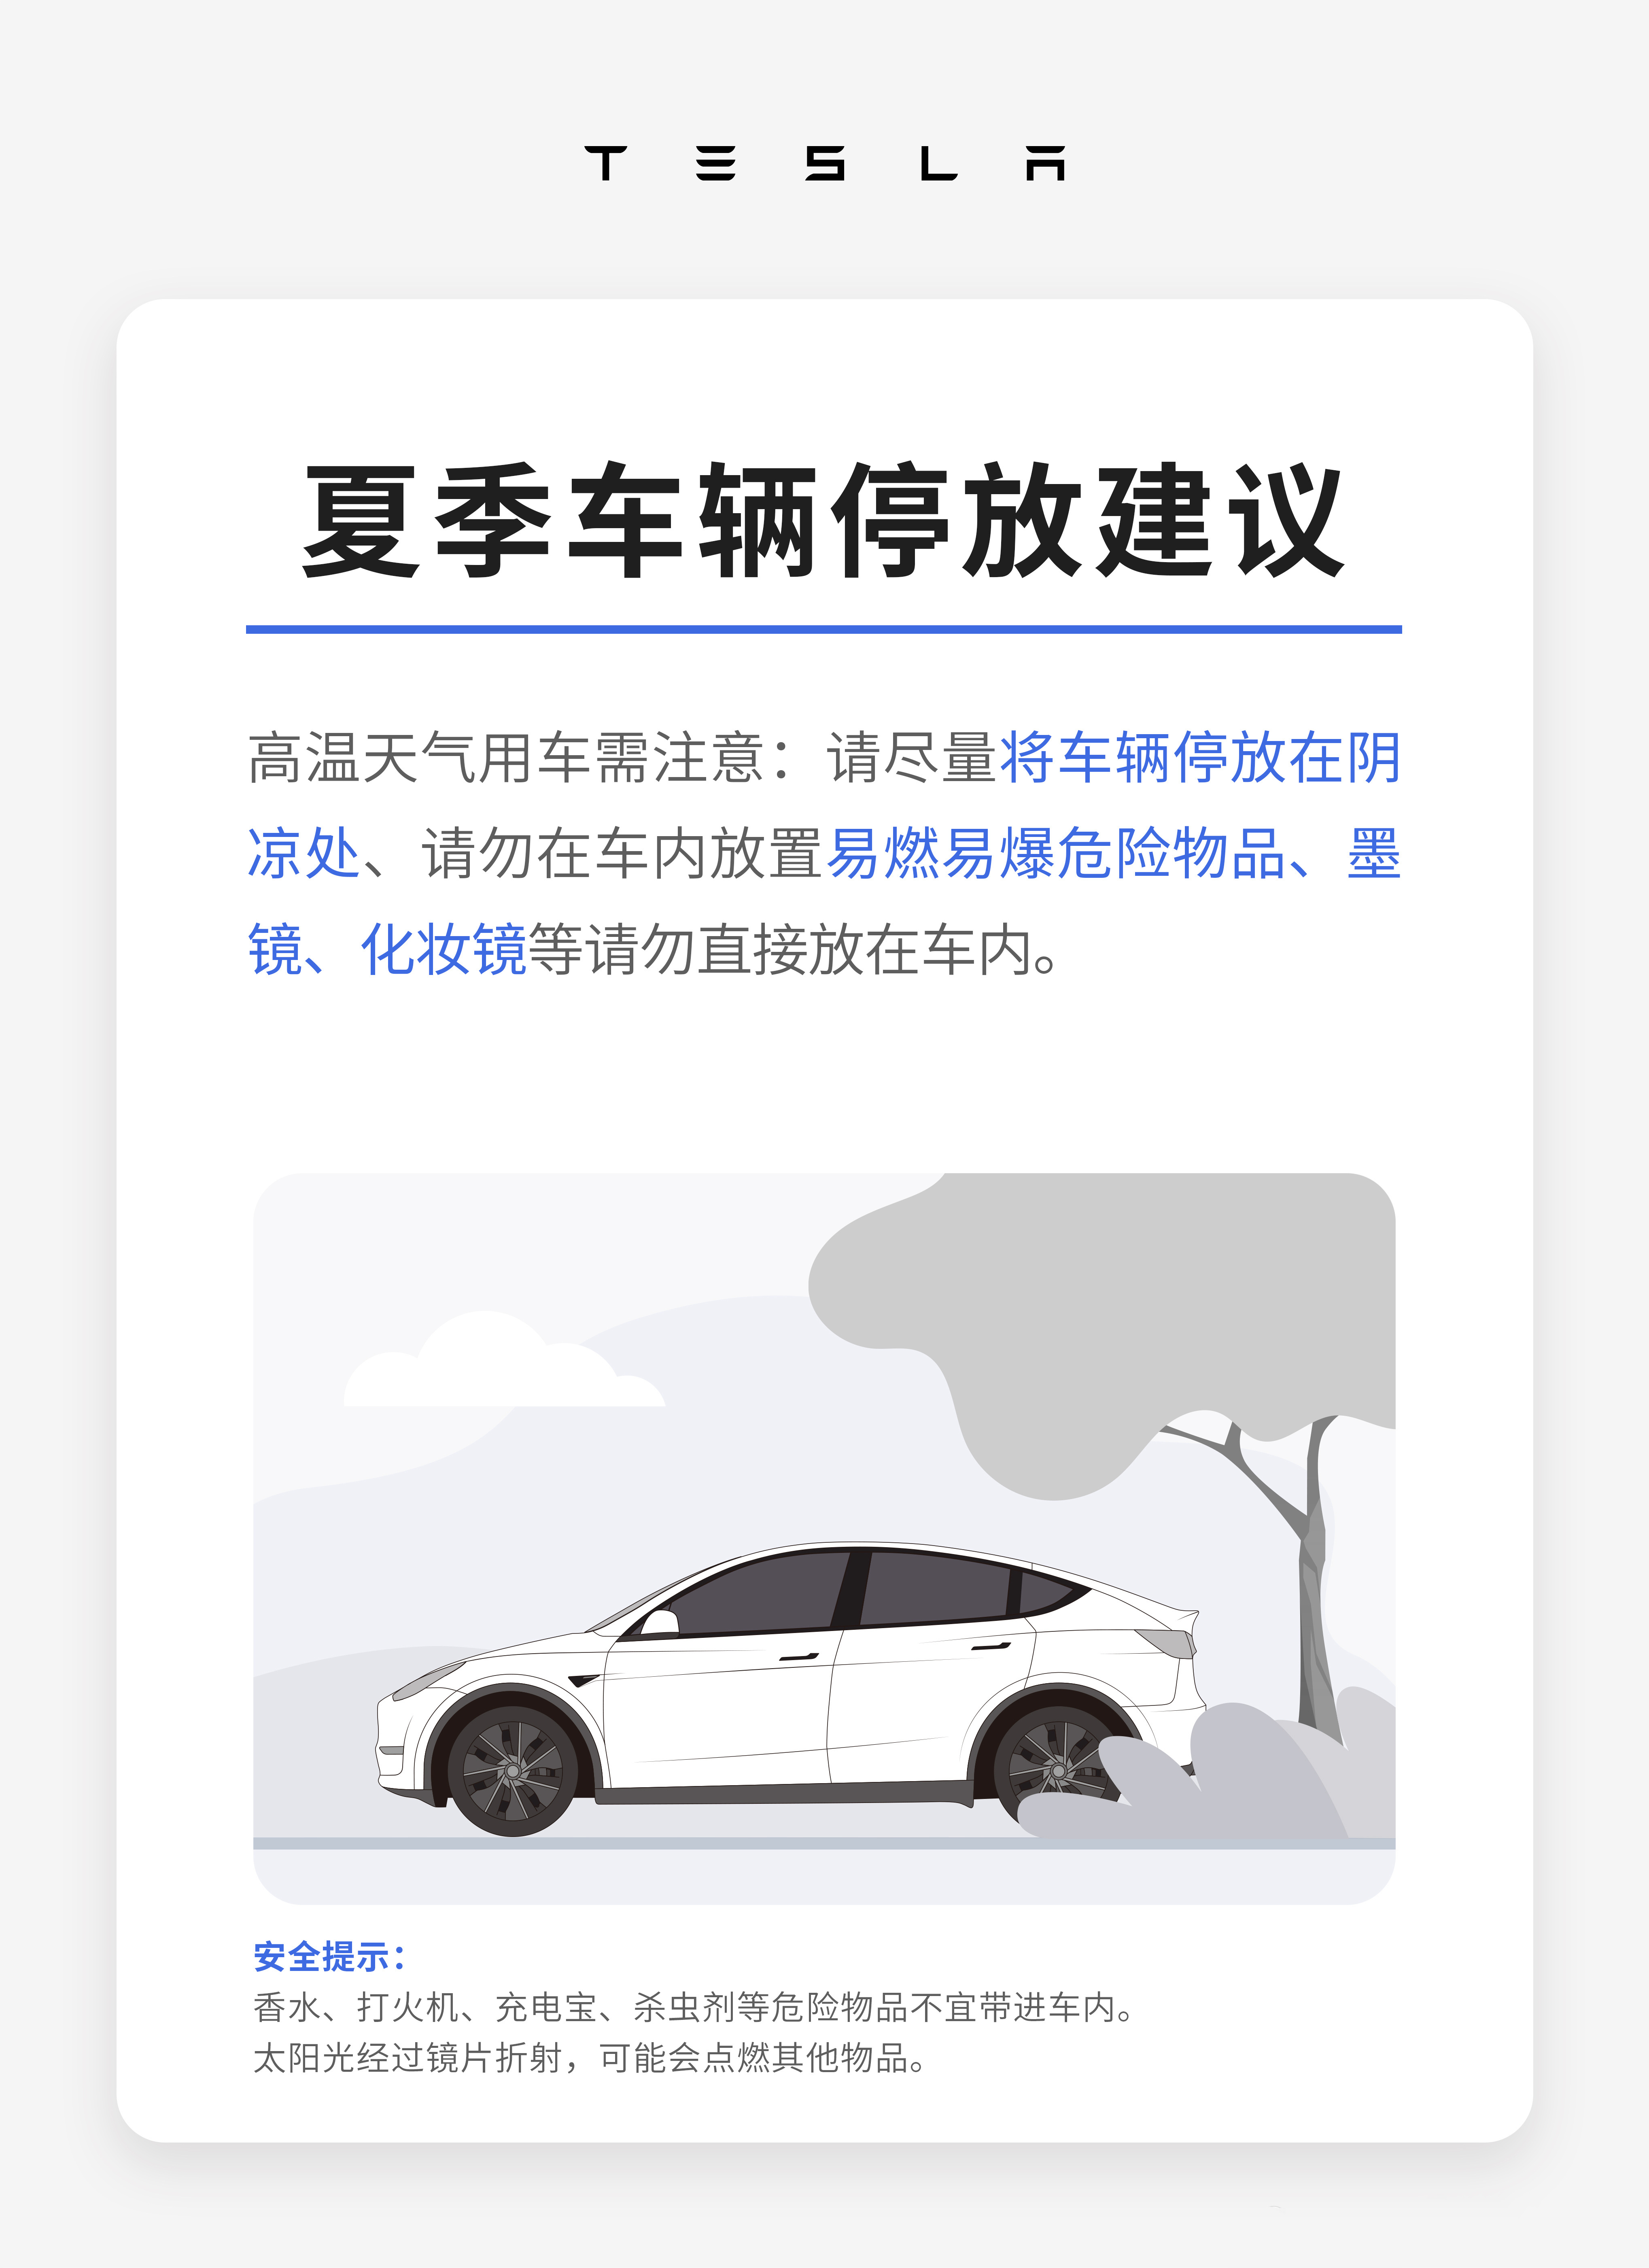 TESLA
夏季车辆停放建议
高温天气用车需注意：请尽量将车辆停放在阴
凉处、请勿在车内放置易燃易爆危险物品、墨
镜、化妆镜等请勿直接放在车内。
安全提示：
香水、打火机、充电宝、杀虫剂等危险物品不宜带进车内。
太阳光经过镜片折射，可能会点燃其他物品。